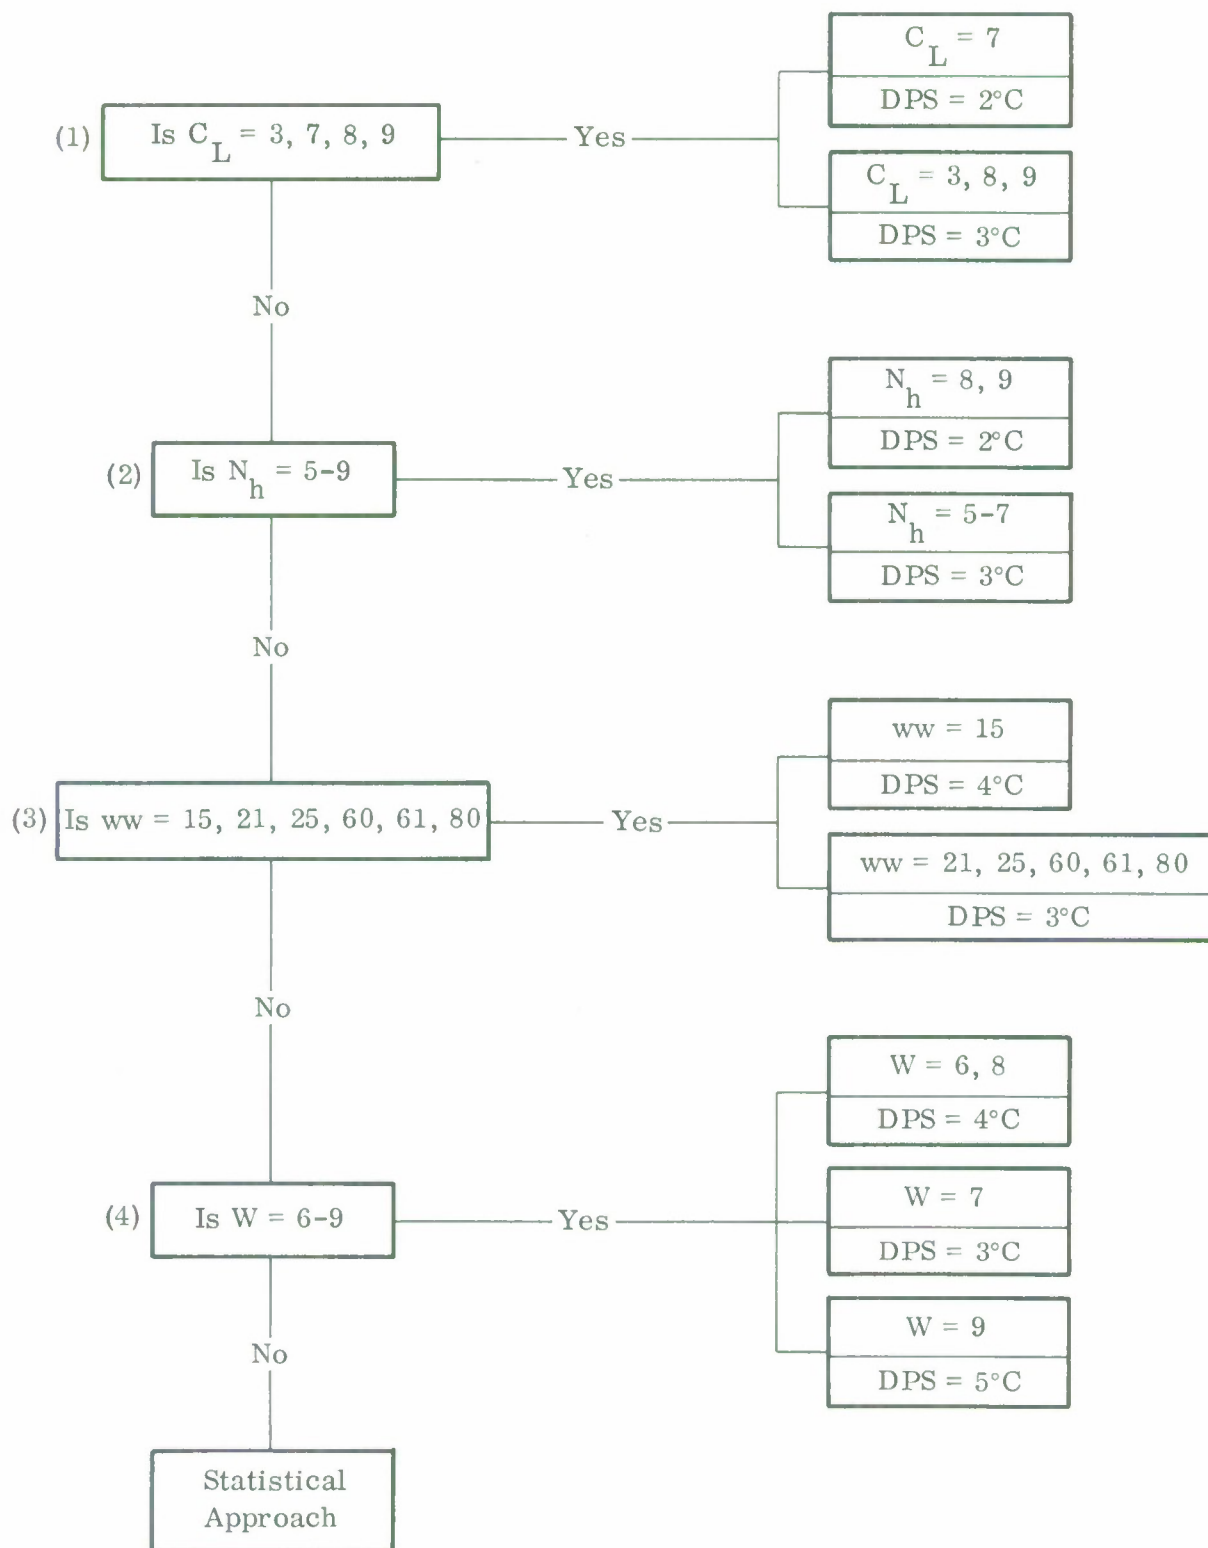 C_L = 7
DPS = 2°C
(1) Is C_L = 3, 7, 8, 9
Yes
C_L = 3, 8, 9
DPS = 3°C
No
N_h = 8, 9
DPS = 2°C
(2) Is N_h = 5-9
Yes
N_h = 5-7
DPS = 3°C
No
ww = 15
DPS = 4°C
(3) Is ww = 15, 21, 25, 60, 61, 80
Yes
ww = 21, 25, 60, 61, 80
DPS = 3°C
No
W = 6, 8
DPS = 4°C
(4) Is W = 6-9
Yes
W = 7
DPS = 3°C
W = 9
DPS = 5°C
No
Statistical
Approach